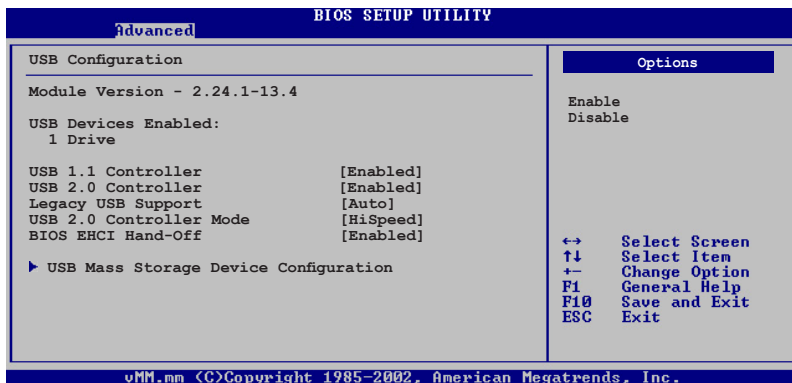 BIOS SETUP UTILITY
Advanced
USB Configuration
Module Version - 2.24.1-13.4
USB Devices Enabled:
1 Drive
USB 1.1 Controller [Enabled]
USB 2.0 Controller [Enabled]
Legacy USB Support [Auto]
USB 2.0 Controller Mode [HiSpeed]
BIOS EHCI Hand-Off [Enabled]
USB Mass Storage Device Configuration
Options
Enable
Disable
←→ Select Screen
↑↓ Select Item
+- Change Option
F1 General Help
F10 Save and Exit
ESC Exit
vMM.mm (C)Copyright 1985-2002, American Megatrends, Inc.